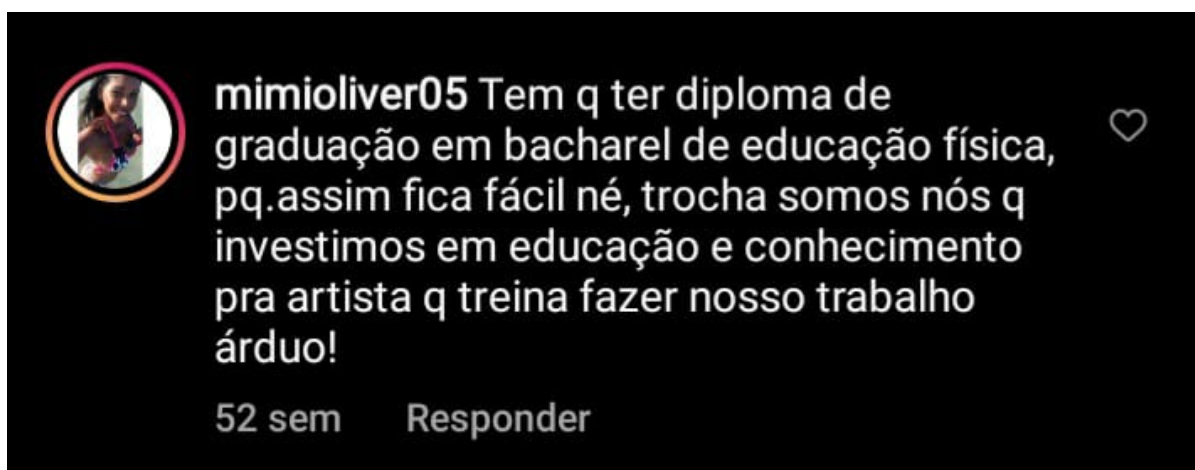 mimioliver05 Tem q ter diploma de
graduação em bacharel de educação física,
pq.assim fica fácil né, trocha somos nós q
investimos em educação e conhecimento
pra artista q treina fazer nosso trabalho
árduo!
52 sem Responder